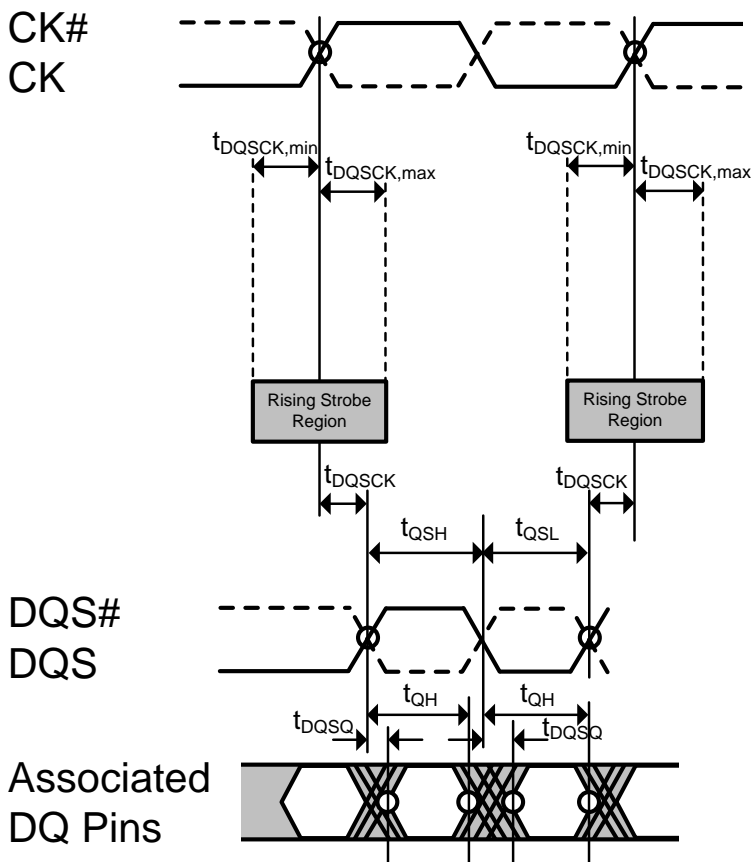 CK#
CK
tDQSCK,min
tDQSCK,max
tDQSCK,min
tDQSCK,max
Rising Strobe
Region
Rising Strobe
Region
tDQSCK
tDQSCK
tQSH
tQSL
DQS#
DQS
tQH
tQH
tDQSQ
tDQSQ
Associated
DQ Pins